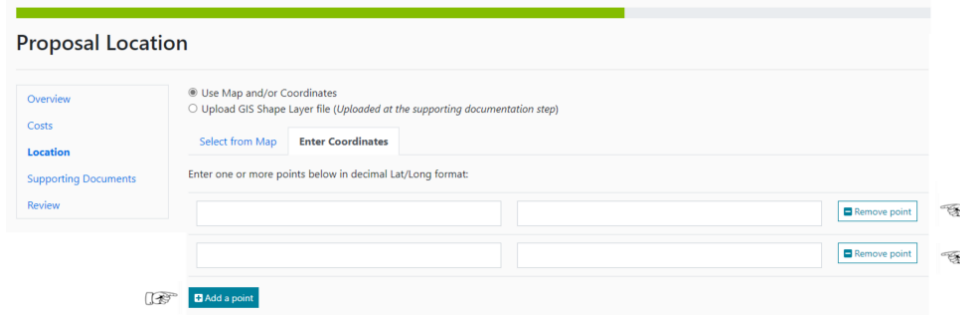 Proposal Location
Overview
Costs
Location
Supporting Documents
Review
Use Map and/or Coordinates
Upload GIS Shape Layer file (Uploaded at the supporting documentation step)
Select from Map Enter Coordinates
Enter one or more points below in decimal Lat/Long format:
Remove point
Remove point
Add a point